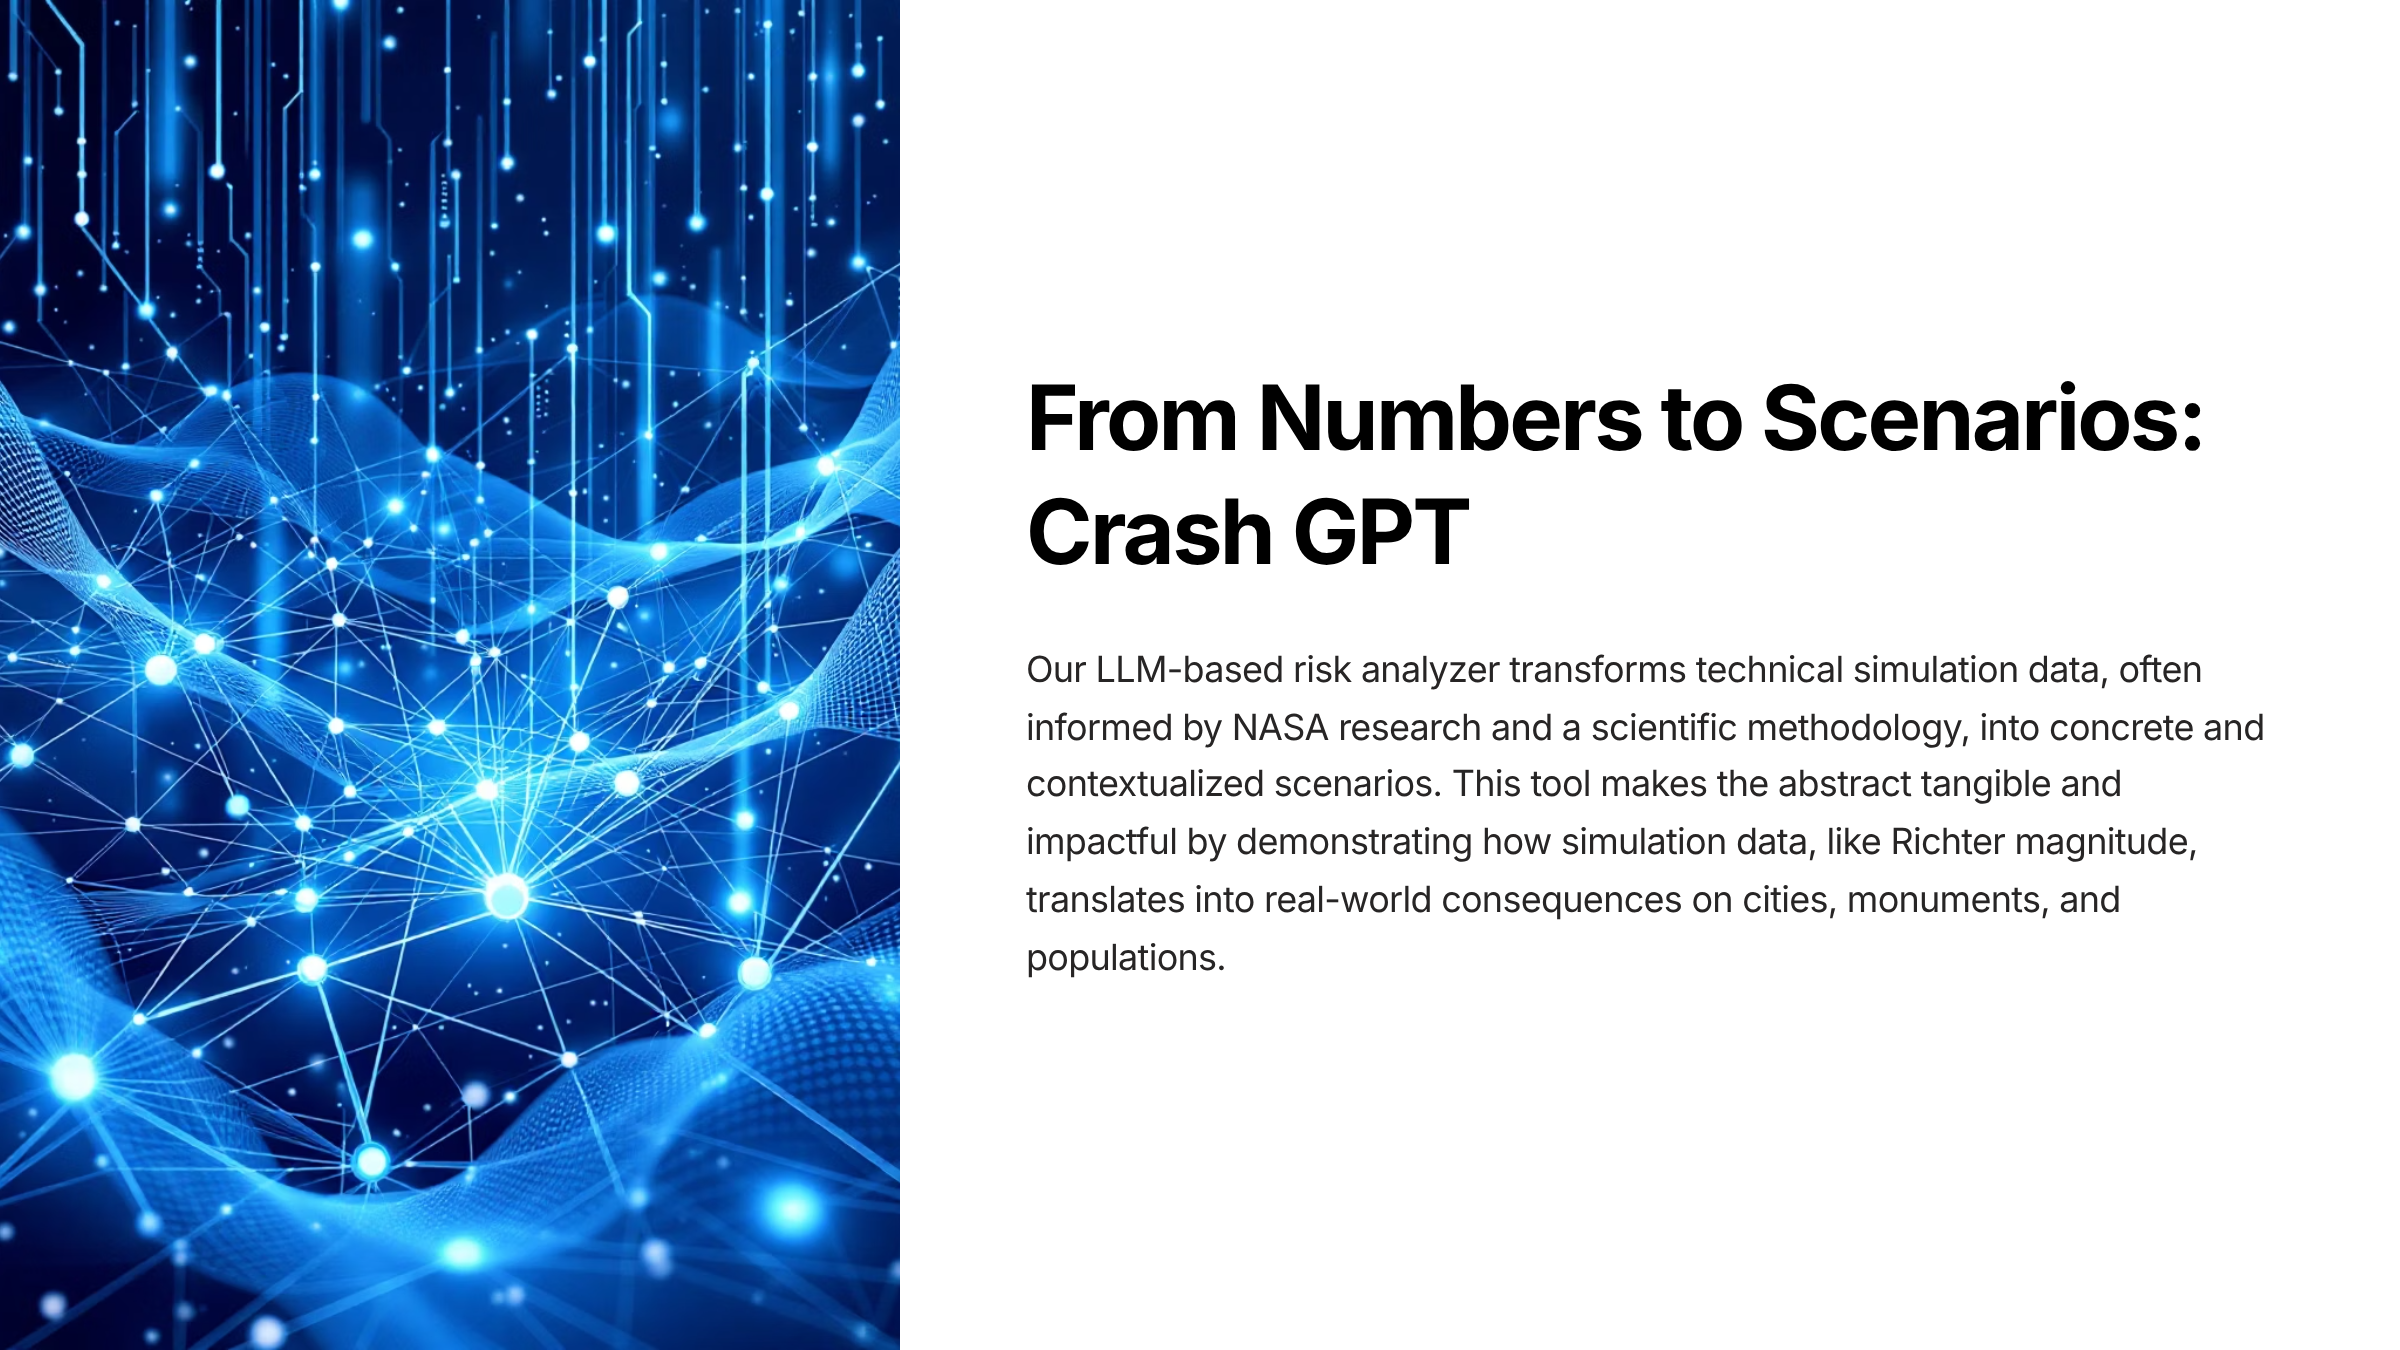 From Numbers to Scenarios:
Crash GPT
Our LLM-based risk analyzer transforms technical simulation data, often
informed by NASA research and a scientific methodology, into concrete and
contextualized scenarios. This tool makes the abstract tangible and
impactful by demonstrating how simulation data, like Richter magnitude,
translates into real-world consequences on cities, monuments, and
populations.